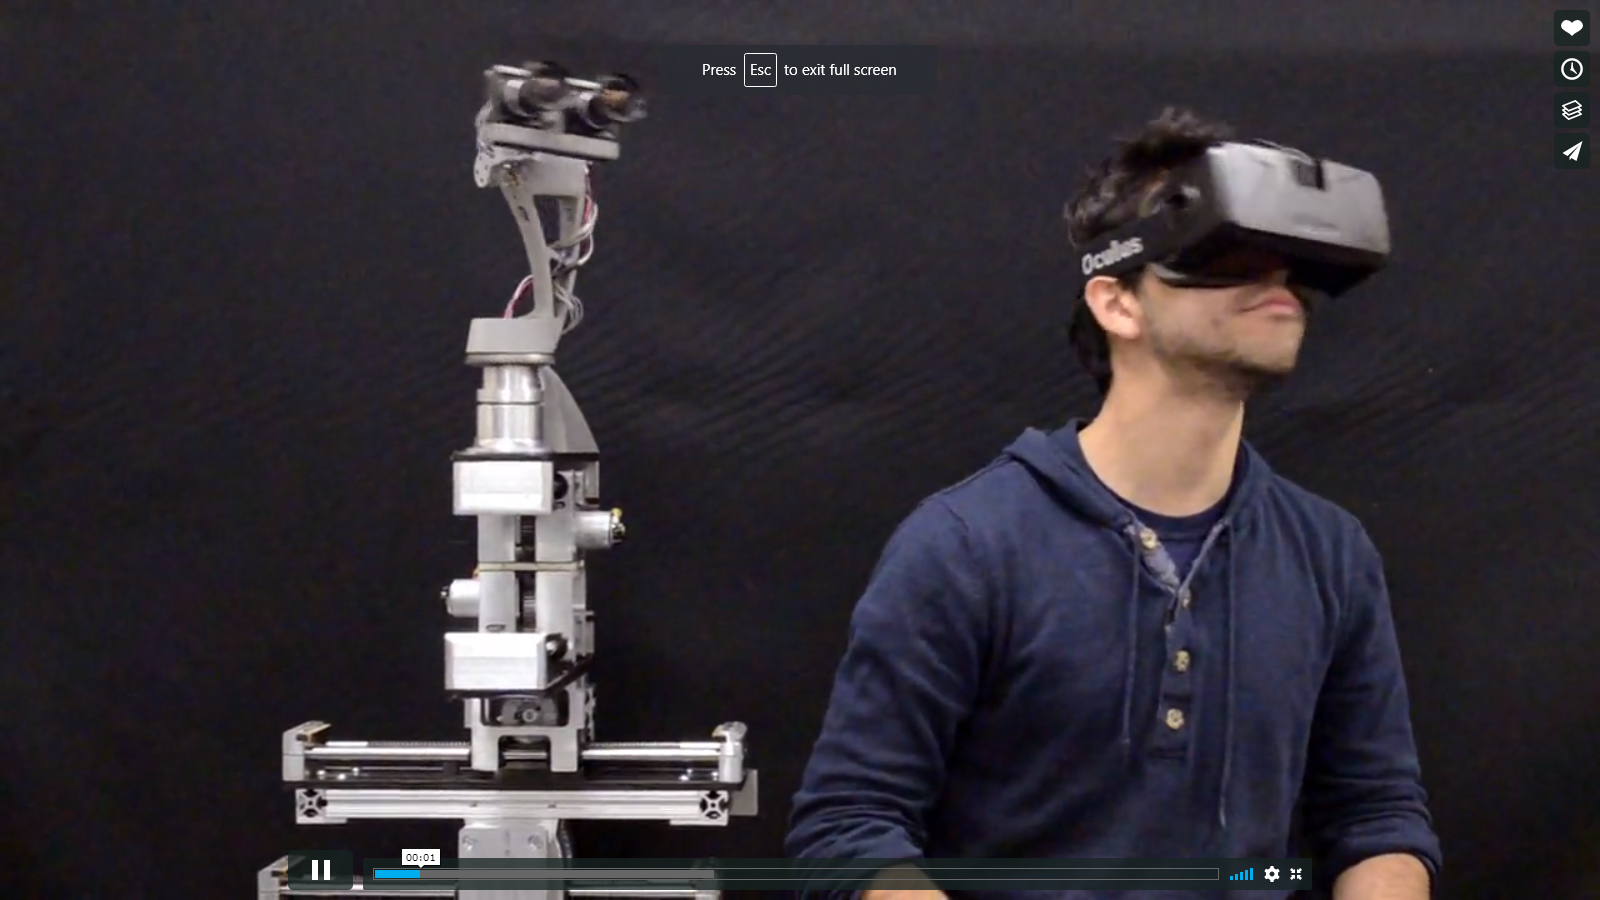 Press Esc to exit full screen
Oculus
00:01